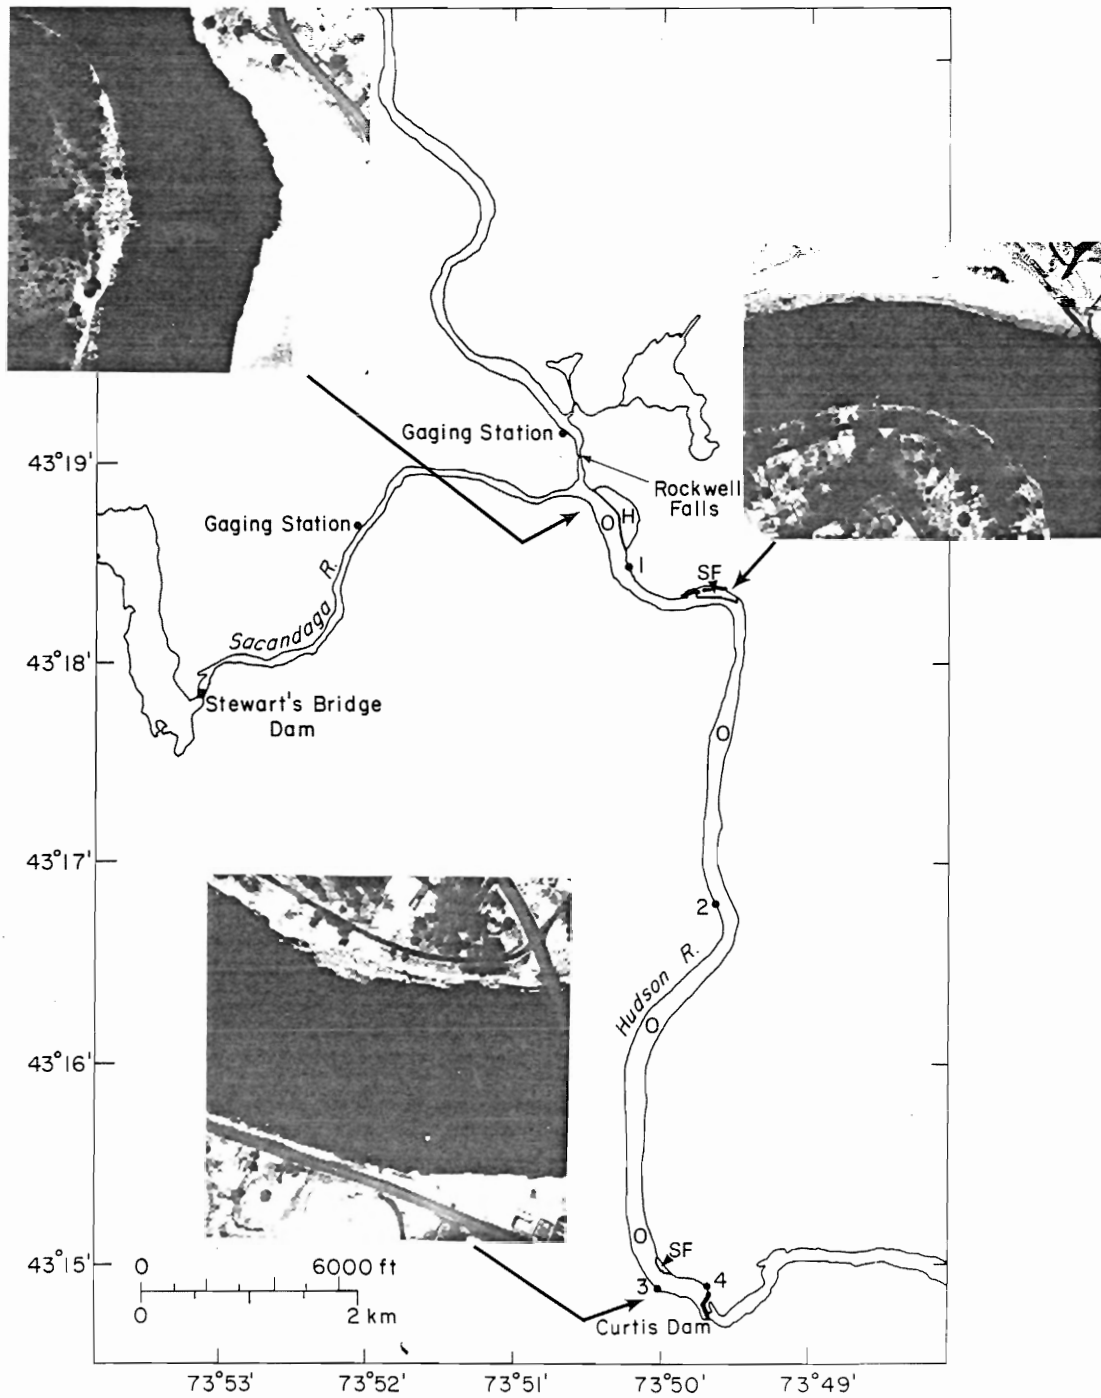 Gaging Station
43°19'
Rockwell
Falls
H
O
Gaging Station
1
SF
Sacandaga R.
43°18'
Stewart's Bridge
Dam
O
43°17'
2
Hudson R.
O
43°16'
O
SF
43°15'
0 6000 ft
3
4
0 2 km
Curtis Dam
73°53' 73°52' 73°51' 73°50' 73°49'